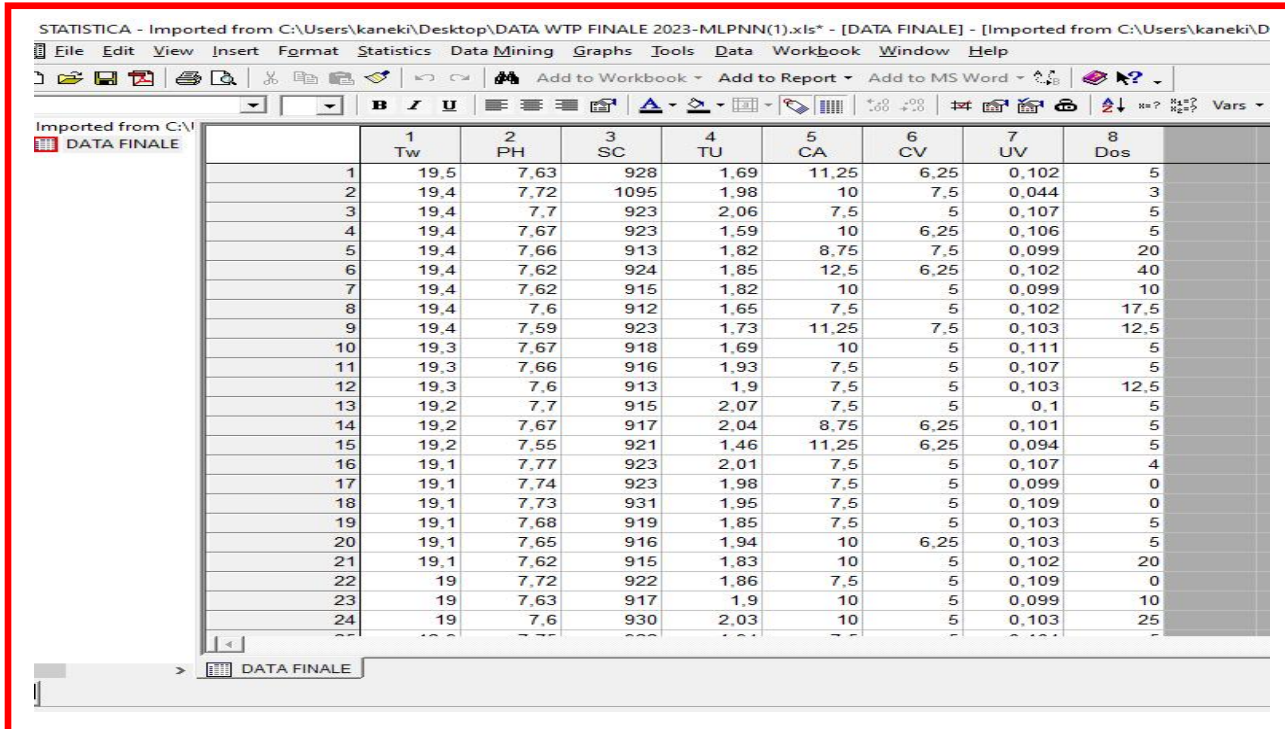 STATISTICA - Imported from C:\Users\kaneki\Desktop\DATA WTP FINALE 2023-MLPNN(1).xls* - [DATA FINALE] - [Imported from C:\Users\kaneki\D
File Edit View Insert Format Statistics Data Mining Graphs Tools Data Workbook Window Help
Add to Workbook Add to Report Add to MS Word
B I U Vars
Imported from C:\
DATA FINALE
1 2 3 4 5 6 7 8
Tw PH SC TU CA CV UV Dos
1 19,5 7,63 928 1,69 11,25 6,25 0,102 5
2 19,4 7,72 1095 1,98 10 7,5 0,044 3
3 19,4 7,7 923 2,06 7,5 5 0,107 5
4 19,4 7,67 923 1,59 10 6,25 0,106 5
5 19,4 7,66 913 1,82 8,75 7,5 0,099 20
6 19,4 7,62 924 1,85 12,5 6,25 0,102 40
7 19,4 7,62 915 1,82 10 5 0,099 10
8 19,4 7,6 912 1,65 7,5 5 0,102 17,5
9 19,4 7,59 923 1,73 11,25 7,5 0,103 12,5
10 19,3 7,67 918 1,69 10 5 0,111 5
11 19,3 7,66 916 1,93 7,5 5 0,107 5
12 19,3 7,6 913 1,9 7,5 5 0,103 12,5
13 19,2 7,7 915 2,07 7,5 5 0,1 5
14 19,2 7,67 917 2,04 8,75 6,25 0,101 5
15 19,2 7,55 921 1,46 11,25 6,25 0,094 5
16 19,1 7,77 923 2,01 7,5 5 0,107 4
17 19,1 7,74 923 1,98 7,5 5 0,099 0
18 19,1 7,73 931 1,95 7,5 5 0,109 0
19 19,1 7,68 919 1,85 7,5 5 0,103 5
20 19,1 7,65 916 1,94 10 6,25 0,103 5
21 19,1 7,62 915 1,83 10 5 0,102 20
22 19 7,72 922 1,86 7,5 5 0,109 0
23 19 7,63 917 1,9 10 5 0,099 10
24 19 7,6 930 2,03 10 5 0,103 25
DATA FINALE